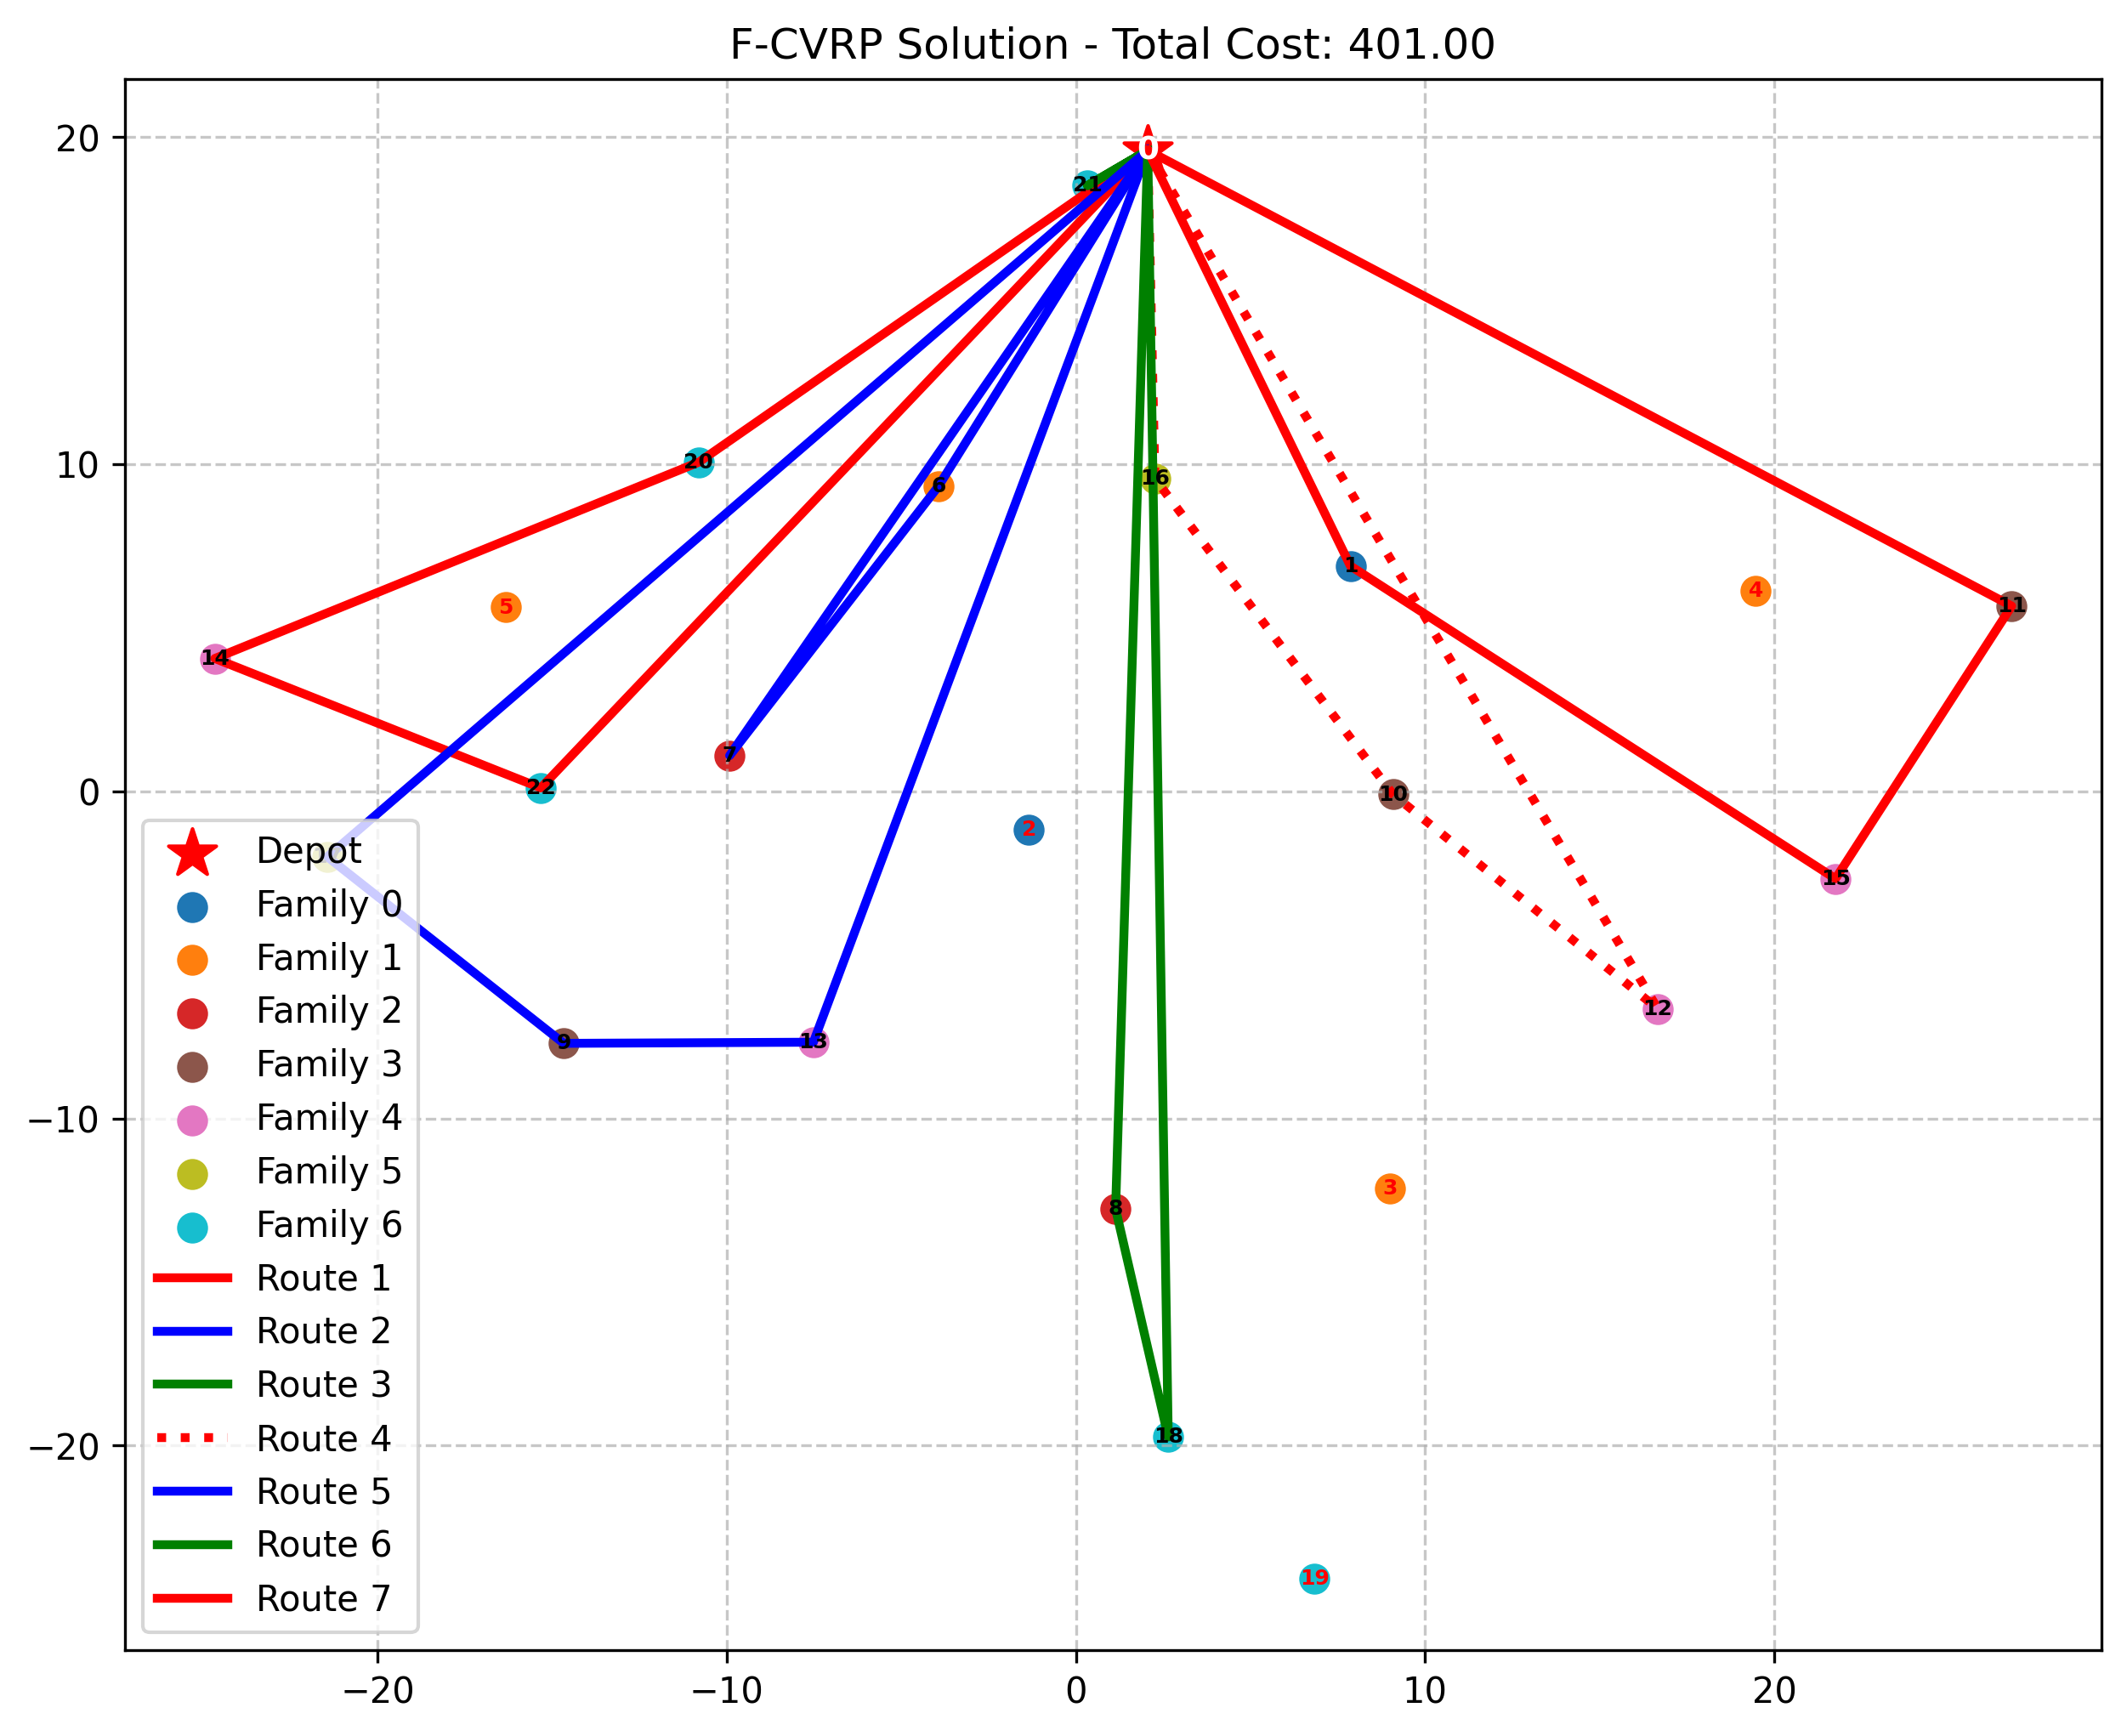 F-CVRP Solution - Total Cost: 401.00
20
10
0
−10
−20
−20
−10
0
10
20
0
21
20
6
16
1
5
4
11
14
7
22
10
2
15
12
9
13
3
8
18
19
Depot
Family 0
Family 1
Family 2
Family 3
Family 4
Family 5
Family 6
Route 1
Route 2
Route 3
Route 4
Route 5
Route 6
Route 7